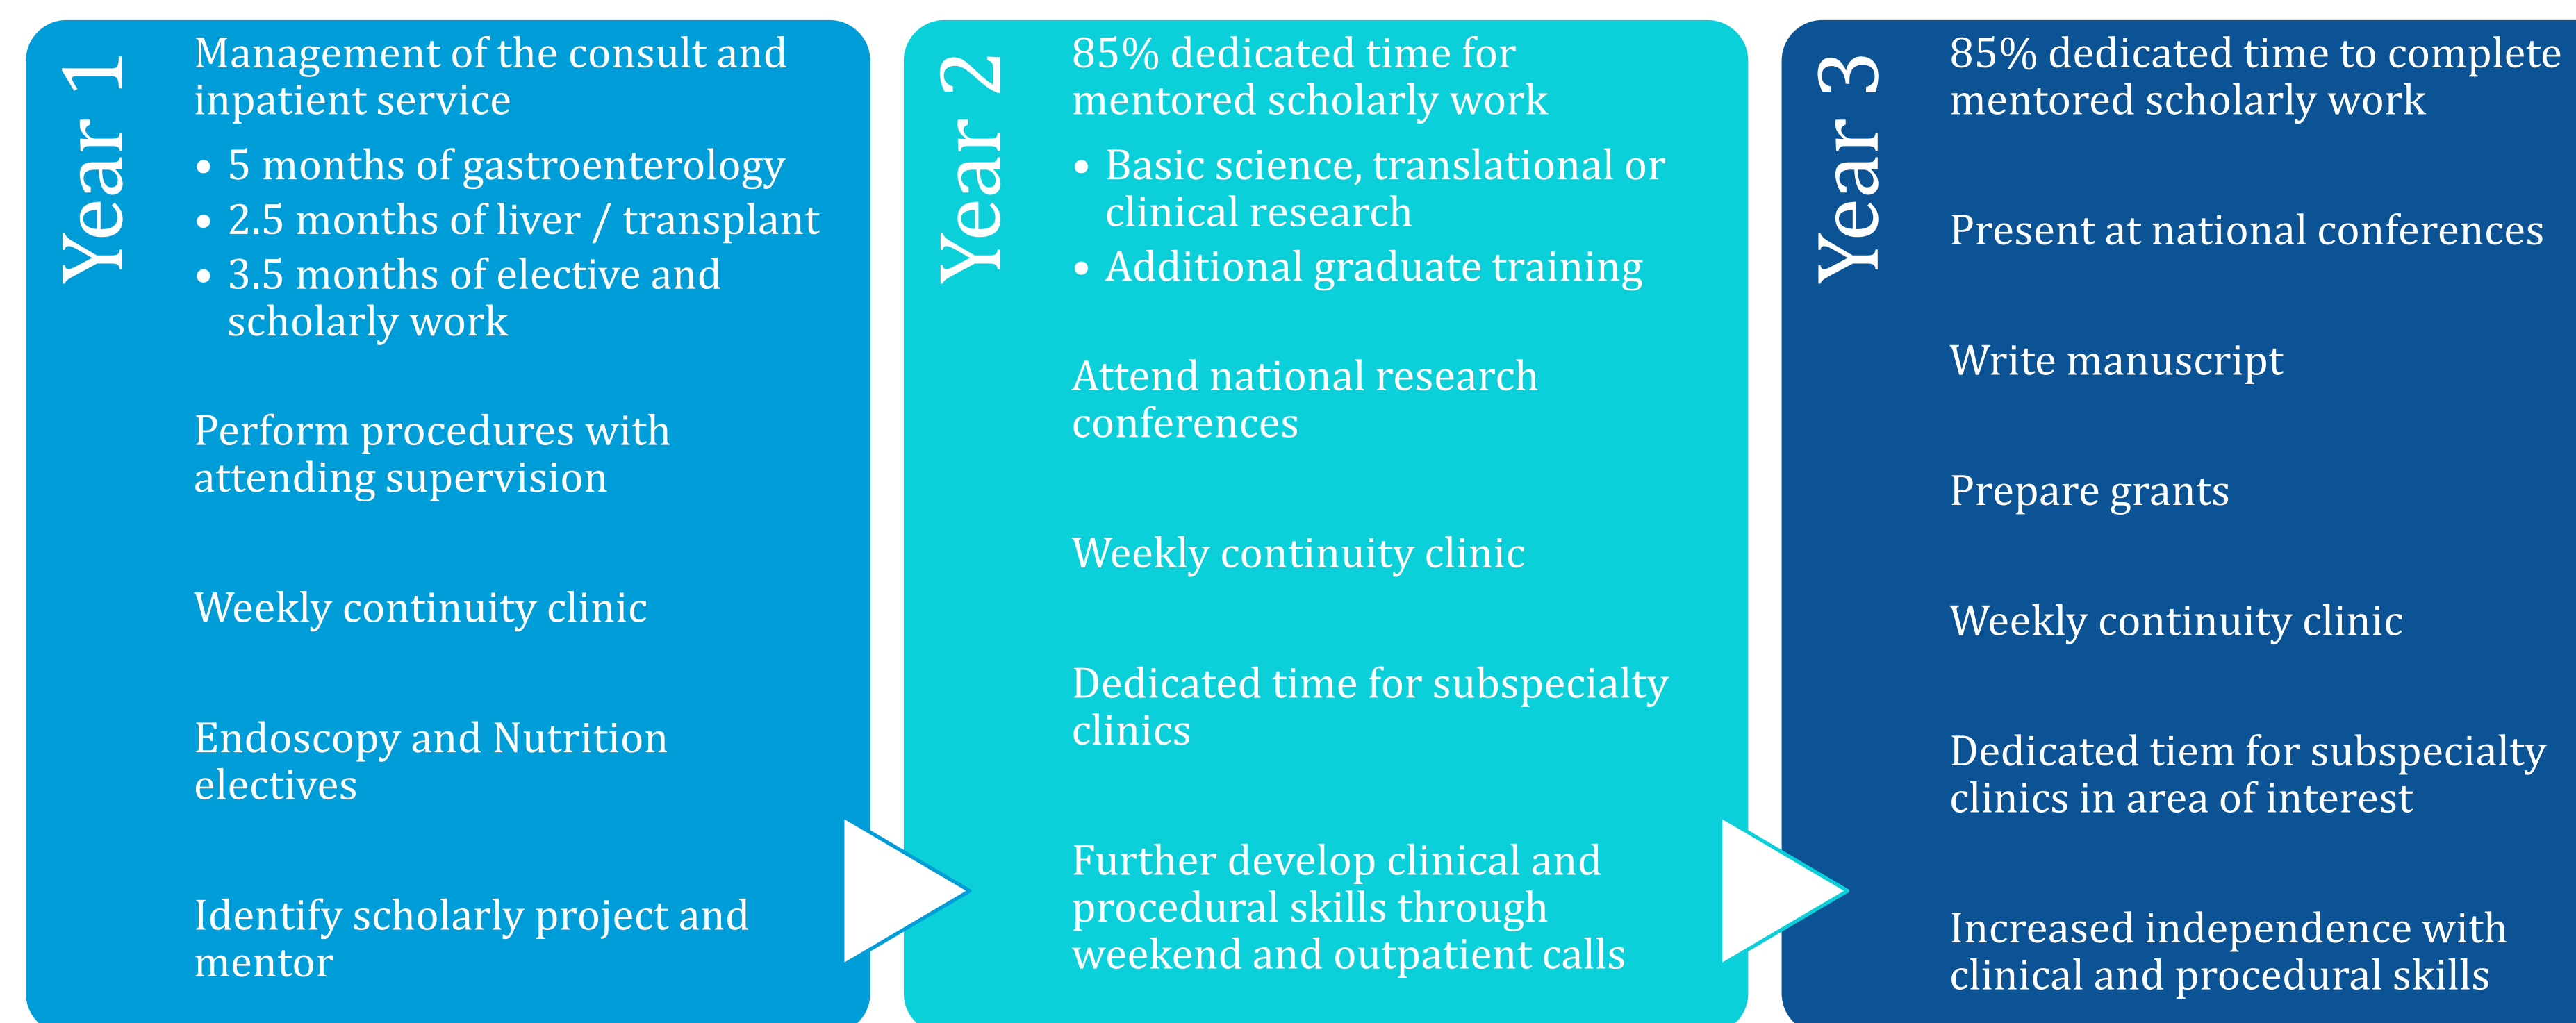 Year 1
Management of the consult and
inpatient service
• 5 months of gastroenterology
• 2.5 months of liver / transplant
• 3.5 months of elective and
scholarly work
Perform procedures with
attending supervision
Weekly continuity clinic
Endoscopy and Nutrition
electives
Identify scholarly project and
mentor
Year 2
85% dedicated time for
mentored scholarly work
• Basic science, translational or
clinical research
• Additional graduate training
Attend national research
conferences
Weekly continuity clinic
Dedicated time for subspecialty
clinics
Further develop clinical and
procedural skills through
weekend and outpatient calls
Year 3
85% dedicated time to complete
mentored scholarly work
Present at national conferences
Write manuscript
Prepare grants
Weekly continuity clinic
Dedicated tiem for subspecialty
clinics in area of interest
Increased independence with
clinical and procedural skills